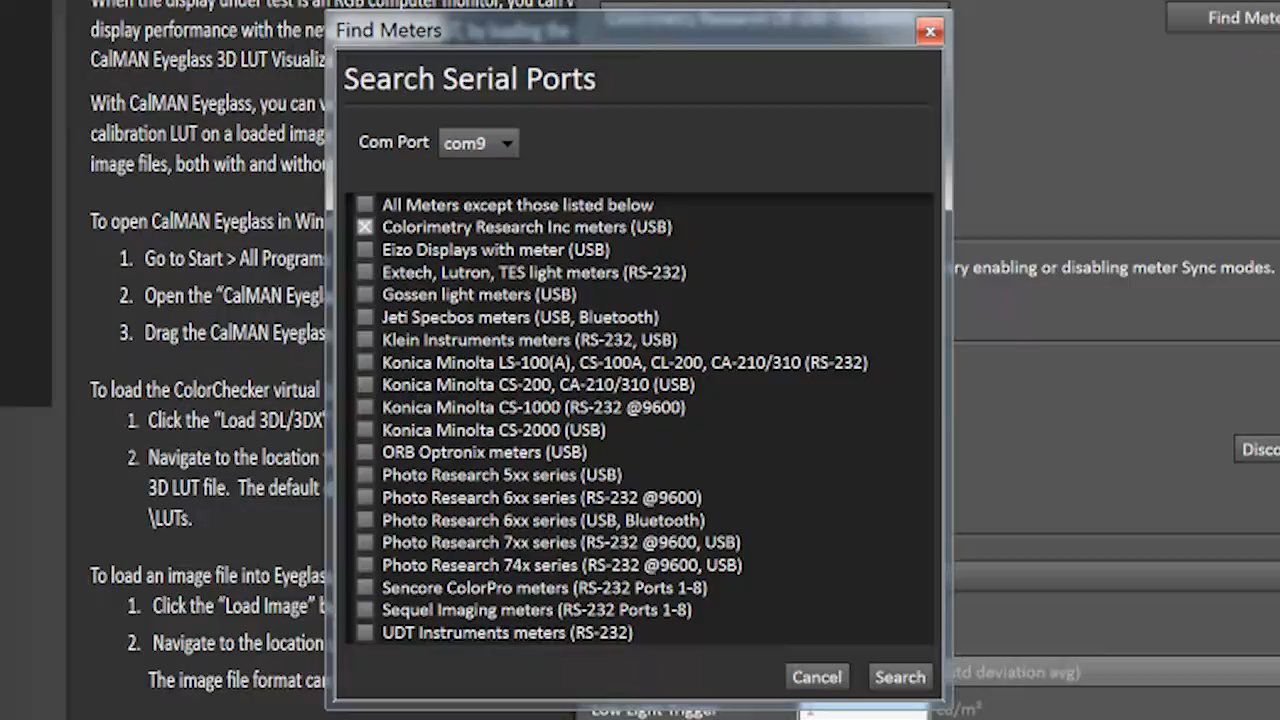 When the display under test is an RGB computer monitor, you can v
display performance with the ne
CalMAN Eyeglass 3D LUT Visualiz
With CalMAN Eyeglass, you can v
calibration LUT on a loaded imag
image files, both with and withou
To open CalMAN Eyeglass in Win
1. Go to Start > All Program
2. Open the “CalMAN Eyegl
3. Drag the CalMAN Eyeglas
To load the ColorChecker virtual
1. Click the “Load 3DL/3DX”
2. Navigate to the location
3D LUT file. The default
\LUTs.
To load an image file into Eyeglas
1. Click the “Load Image” b
2. Navigate to the location
The image file format can
Find Meters
Search Serial Ports
Com Port com9
All Meters except those listed below
Colorimetry Research Inc meters (USB)
Eizo Displays with meter (USB)
Extech, Lutron, TES light meters (RS-232)
Gossen light meters (USB)
Jeti Specbos meters (USB, Bluetooth)
Klein Instruments meters (RS-232, USB)
Konica Minolta LS-100(A), CS-100A, CL-200, CA-210/310 (RS-232)
Konica Minolta CS-200, CA-210/310 (USB)
Konica Minolta CS-1000 (RS-232 @9600)
Konica Minolta CS-2000 (USB)
ORB Optronix meters (USB)
Photo Research 5xx series (USB)
Photo Research 6xx series (RS-232 @9600)
Photo Research 6xx series (USB, Bluetooth)
Photo Research 7xx series (RS-232 @9600, USB)
Photo Research 74x series (RS-232 @9600, USB)
Sencore ColorPro meters (RS-232 Ports 1-8)
Sequel Imaging meters (RS-232 Ports 1-8)
UDT Instruments meters (RS-232)
Cancel Search
Find Mete
ry enabling or disabling meter Sync modes.
Disco
std deviation avg)
Low Light Trigger
cd/m²